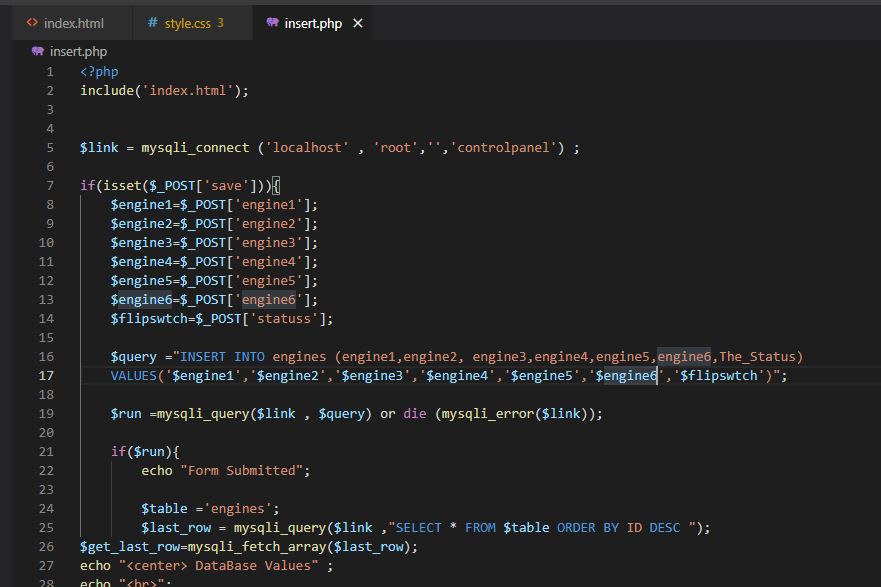 index.html style.css 3 insert.php
insert.php
1 <?php
2 include('index.html');
3
4
5 $link = mysqli_connect ('localhost' , 'root','','controlpanel') ;
6
7 if(isset($_POST['save'])){
8 $engine1=$_POST['engine1'];
9 $engine2=$_POST['engine2'];
10 $engine3=$_POST['engine3'];
11 $engine4=$_POST['engine4'];
12 $engine5=$_POST['engine5'];
13 $engine6=$_POST['engine6'];
14 $flipswtch=$_POST['statuss'];
15
16 $query ="INSERT INTO engines (engine1,engine2, engine3,engine4,engine5,engine6,The_Status)
17 VALUES('$engine1','$engine2','$engine3','$engine4','$engine5','$engine6','$flipswtch')";
18
19 $run =mysqli_query($link , $query) or die (mysqli_error($link));
20
21 if($run){
22 echo "Form Submitted";
23
24 $table ='engines';
25 $last_row = mysqli_query($link ,"SELECT * FROM $table ORDER BY ID DESC ");
26 $get_last_row=mysqli_fetch_array($last_row);
27 echo "<center> DataBase Values" ;
28 echo "<br>";